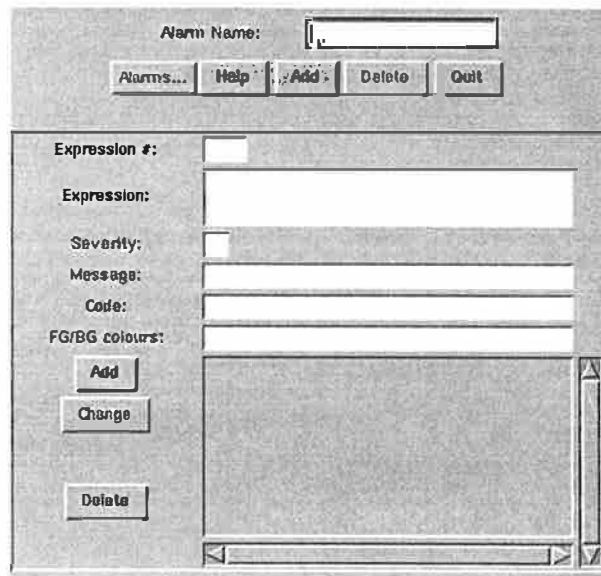 Alarm Name:
Alarms... Help Add Delete Quit
Expression #:
Expression:
Severity:
Message:
Code:
FG/BG colours:
Add
Change
Delete